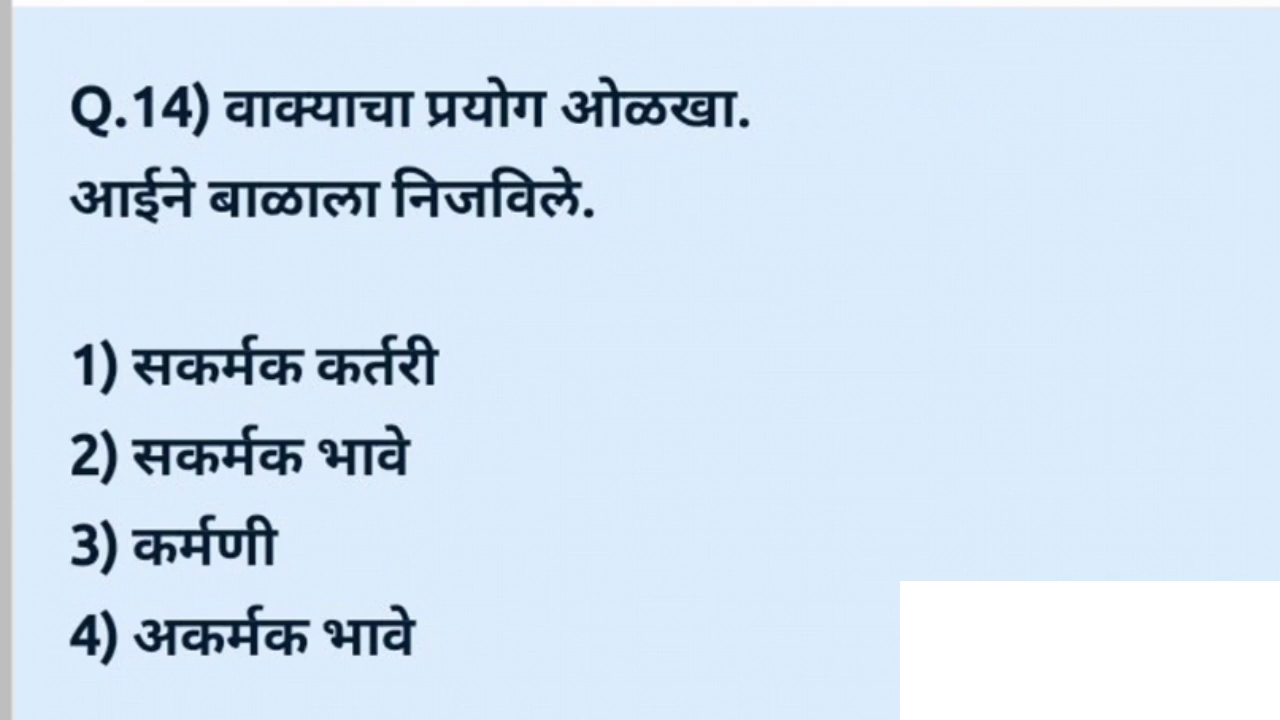 Q.14) वाक्याचा प्रयोग ओळखा.
आईने बाळाला निजविले.
1) सकर्मक कर्तरी
2) सकर्मक भावे
3) कर्मणी
4) अकर्मक भावे